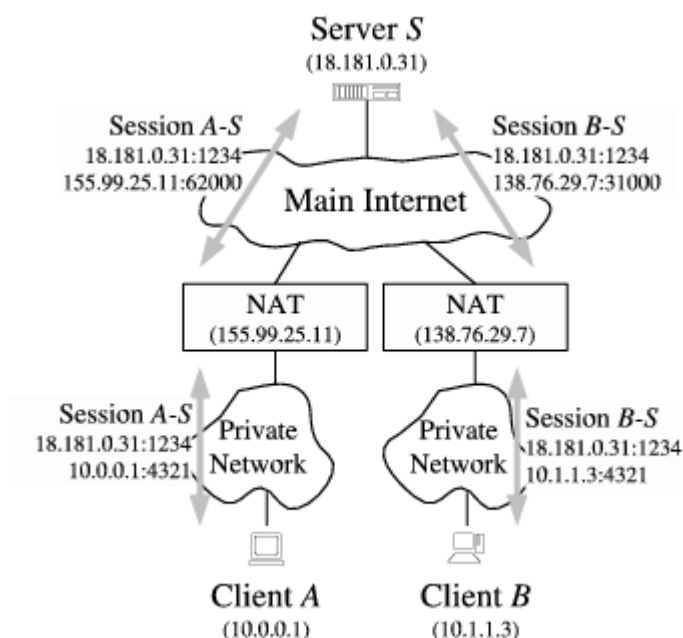 Server S
(18.181.0.31)
Session A-S
18.181.0.31:1234
155.99.25.11:62000
Session B-S
18.181.0.31:1234
138.76.29.7:31000
Main Internet
NAT
(155.99.25.11)
NAT
(138.76.29.7)
Session A-S
18.181.0.31:1234
10.0.0.1:4321
Private
Network
Private
Network
Session B-S
18.181.0.31:1234
10.1.1.3:4321
Client A
(10.0.0.1)
Client B
(10.1.1.3)